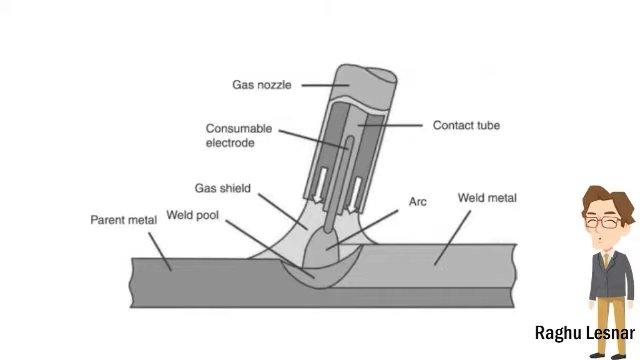 Gas nozzle
Consumable
electrode
Contact tube
Gas shield
Arc
Weld metal
Parent metal
Weld pool
Raghu Lesnar